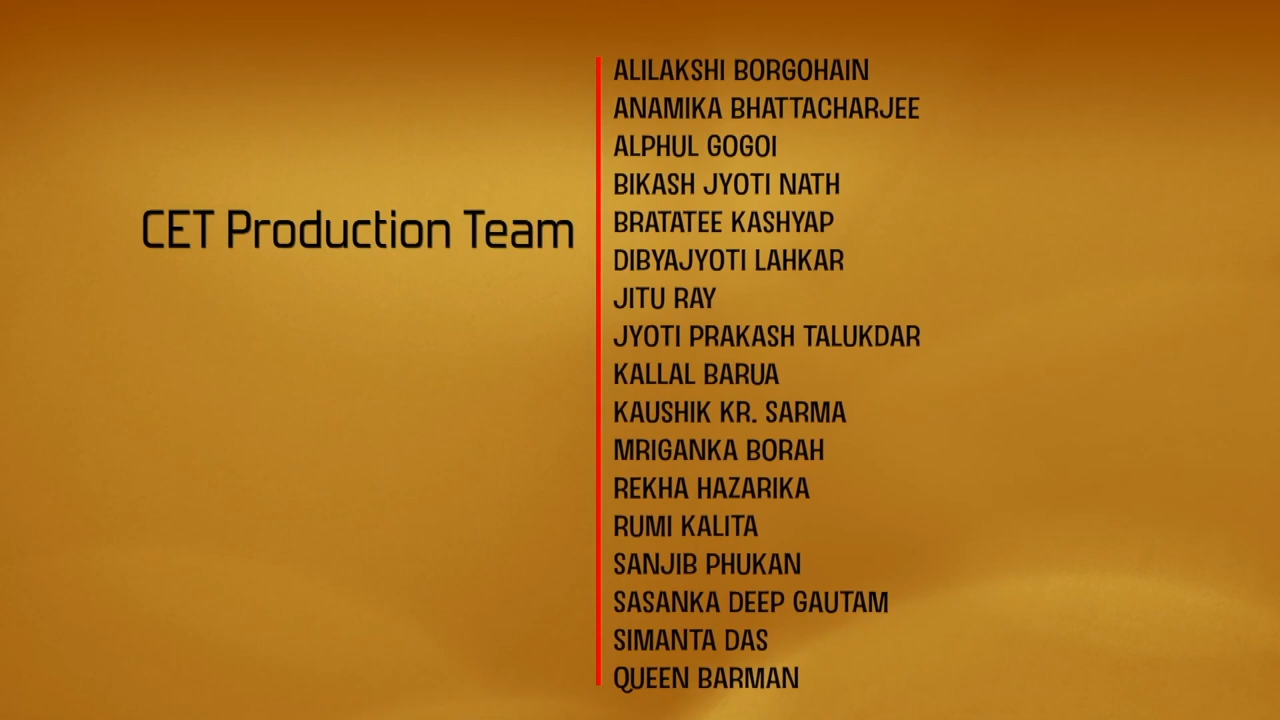 CET Production Team
ALILAKSHI BORGOHAIN
ANAMIKA BHATTACHARJEE
ALPHUL GOGOI
BIKASH JYOTI NATH
BRATATEE KASHYAP
DIBYAJYOTI LAHKAR
JITU RAY
JYOTI PRAKASH TALUKDAR
KALLAL BARUA
KAUSHIK KR. SARMA
MRIGANKA BORAH
REKHA HAZARIKA
RUMI KALITA
SANJIB PHUKAN
SASANKA DEEP GAUTAM
SIMANTA DAS
QUEEN BARMAN